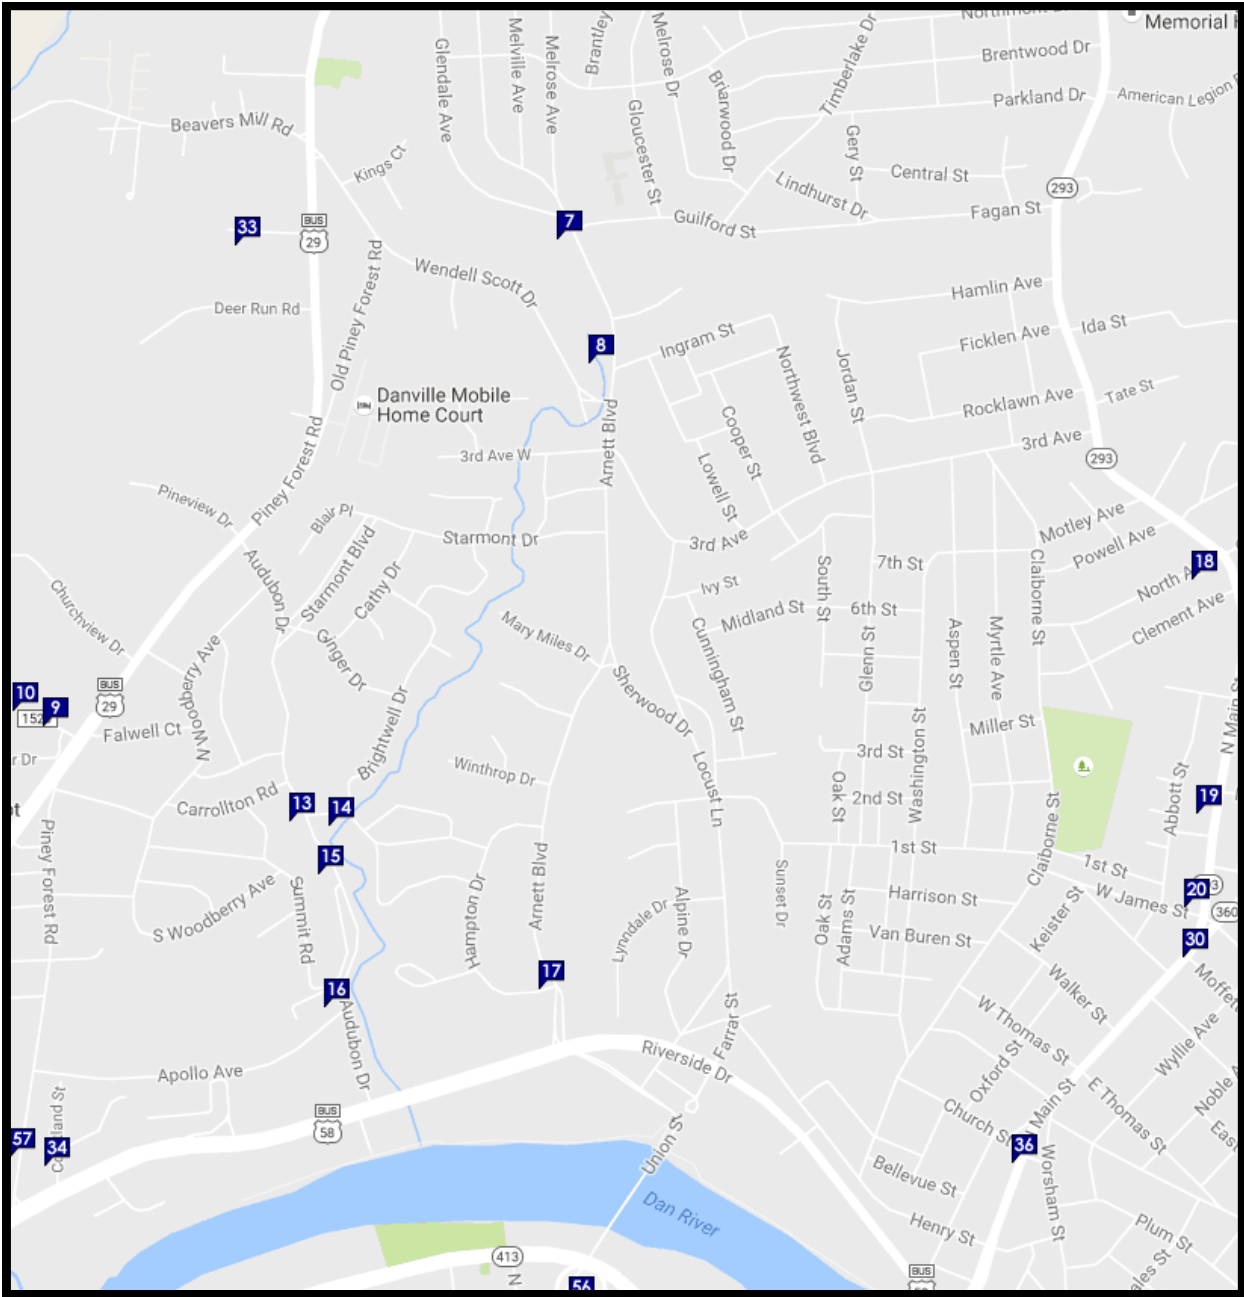 Northmont
Memorial
Brentwood Dr
Parkland Dr
American Legion
Glendale Ave
Melville Ave
Melrose Ave
Brantley
Melrose Dr
Briarwood Dr
Timberlake Dr
Gloucester St
Gery St
Central St
Lindhurst Dr
Beavers Mill Rd
Kings Ct
293
Fagan St
Guilford St
7
33
BUS
29
Wendell Scott Dr
Old Piney Forest Rd
Deer Run Rd
Hamlin Ave
Ficklen Ave
Ida St
8
Ingram St
Northwest Blvd
Jordan St
Danville Mobile
Home Court
Arnett Blvd
Rocklawn Ave
Tate St
3rd Ave
293
3rd Ave W
Cooper St
Lowell St
Piney Forest Rd
Pineview Dr
Blair Pl
Starmont Blvd
Starmont Dr
3rd Ave
Motley Ave
Powell Ave
18
North A
Clement Ave
Audubon Dr
Cathy Dr
Ivy St
7th St
South St
6th St
Midland St
Claiborne St
Churchview Dr
Ginger Dr
Mary Miles Dr
Cunningham St
Glenn St
Aspen St
Myrtle Ave
W Woodberry Ave
Sherwood Dr
10
9
152
BUS
29
Falwell Ct
Brightwell Dr
Miller St
N Main St
Washington St
3rd St
r Dr
Winthrop Dr
Locust Ln
Oak St
2nd St
Abbott St
Carrollton Rd
13
14
19
15
1st St
Claiborne St
1st St
Piney Forest Rd
S Woodberry Ave
Summit Rd
Hampton Dr
Arnett Blvd
Lynndale Dr
Alpine Dr
Sunset Dr
Oak St
Adams St
Harrison St
Van Buren St
Keister St
W James St
20
3
360
30
17
16
Walker St
Moffett
W Thomas St
Audubon Dr
Farrar St
Riverside Dr
Oxford St
Wyllie Ave
Apollo Ave
Main St
E Thomas St
Noble A
East
BUS
58
Church St
36
57
34
Union St
Worsham St
Bellevue St
Dan River
Henry St
Plum St
413
N
56
BUS
ales St